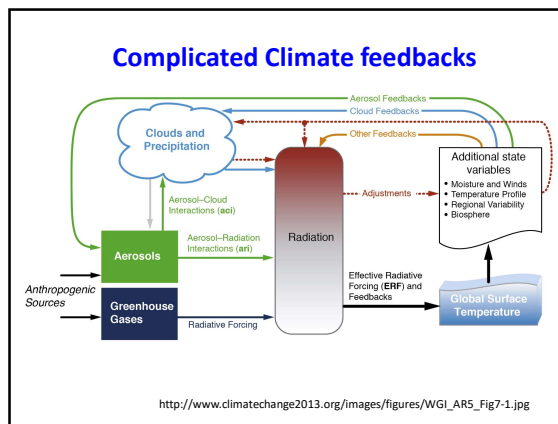 Complicated Climate feedbacks
Aerosol Feedbacks
Cloud Feedbacks
Other Feedbacks
Clouds and
Precipitation
Additional state
variables
• Moisture and Winds
• Temperature Profile
• Regional Variability
• Biosphere
Adjustments
Aerosol–Cloud
Interactions (aci)
Radiation
Aerosol–Radiation
Interactions (ari)
Aerosols
Anthropogenic
Sources
Greenhouse
Gases
Radiative Forcing
Effective Radiative
Forcing (ERF) and
Feedbacks
Global Surface
Temperature
http://www.climatechange2013.org/images/figures/WGI_AR5_Fig7-1.jpg